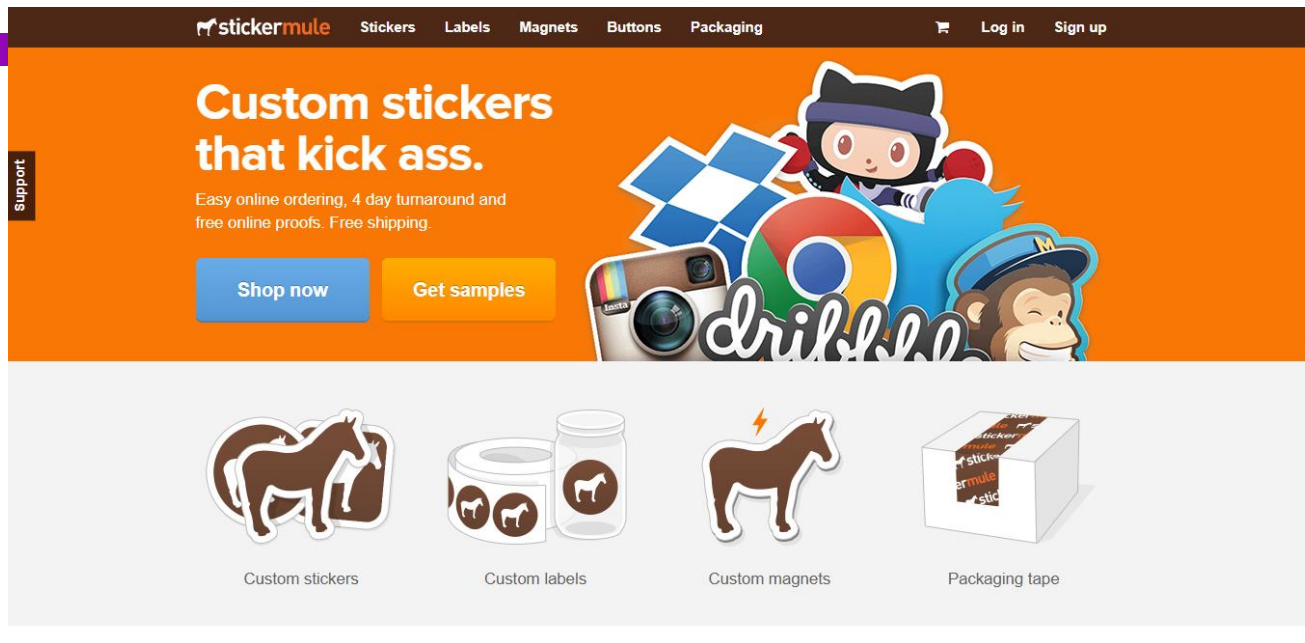 stickermule Stickers Labels Magnets Buttons Packaging Log in Sign up
Custom stickers
that kick ass.
Support
Easy online ordering, 4 day turnaround and
free online proofs. Free shipping.
Shop now Get samples
Insta
M
dribbble
stickermule
Custom stickers Custom labels Custom magnets Packaging tape